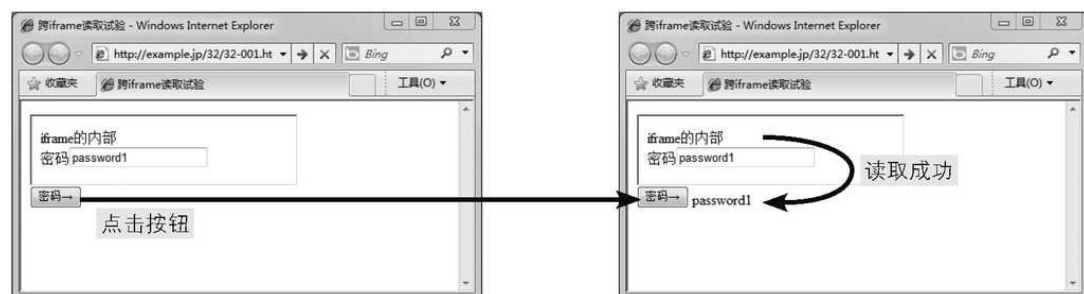 跨iframe读取试验 - Windows Internet Explorer
http://example.jp/32/32-001.ht
Bing
收藏夹
跨iframe读取试验
工具(O)
iframe的内部
密码 password1
密码→
点击按钮
跨iframe读取试验 - Windows Internet Explorer
http://example.jp/32/32-001.ht
Bing
收藏夹
跨iframe读取试验
工具(O)
iframe的内部
密码 password1
密码→ password1
读取成功